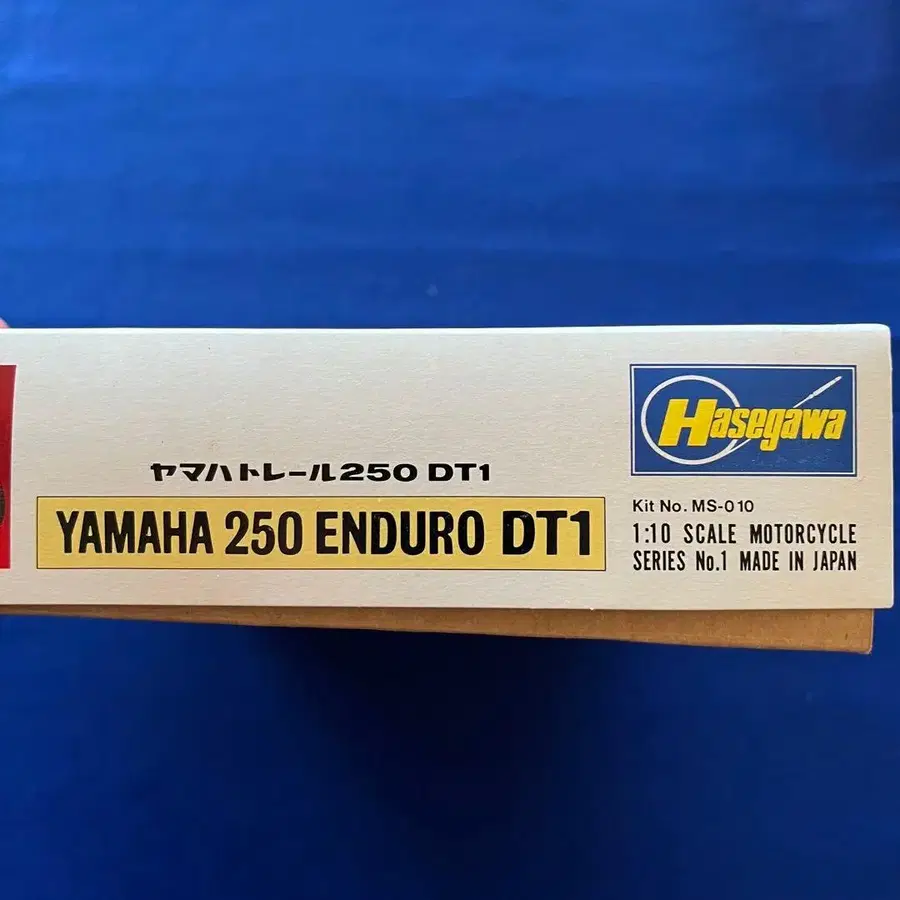 ヤマハトレール250 DT1
YAMAHA 250 ENDURO DT1
Hasegawa
Kit No. MS-010
1:10 SCALE MOTORCYCLE
SERIES No.1 MADE IN JAPAN